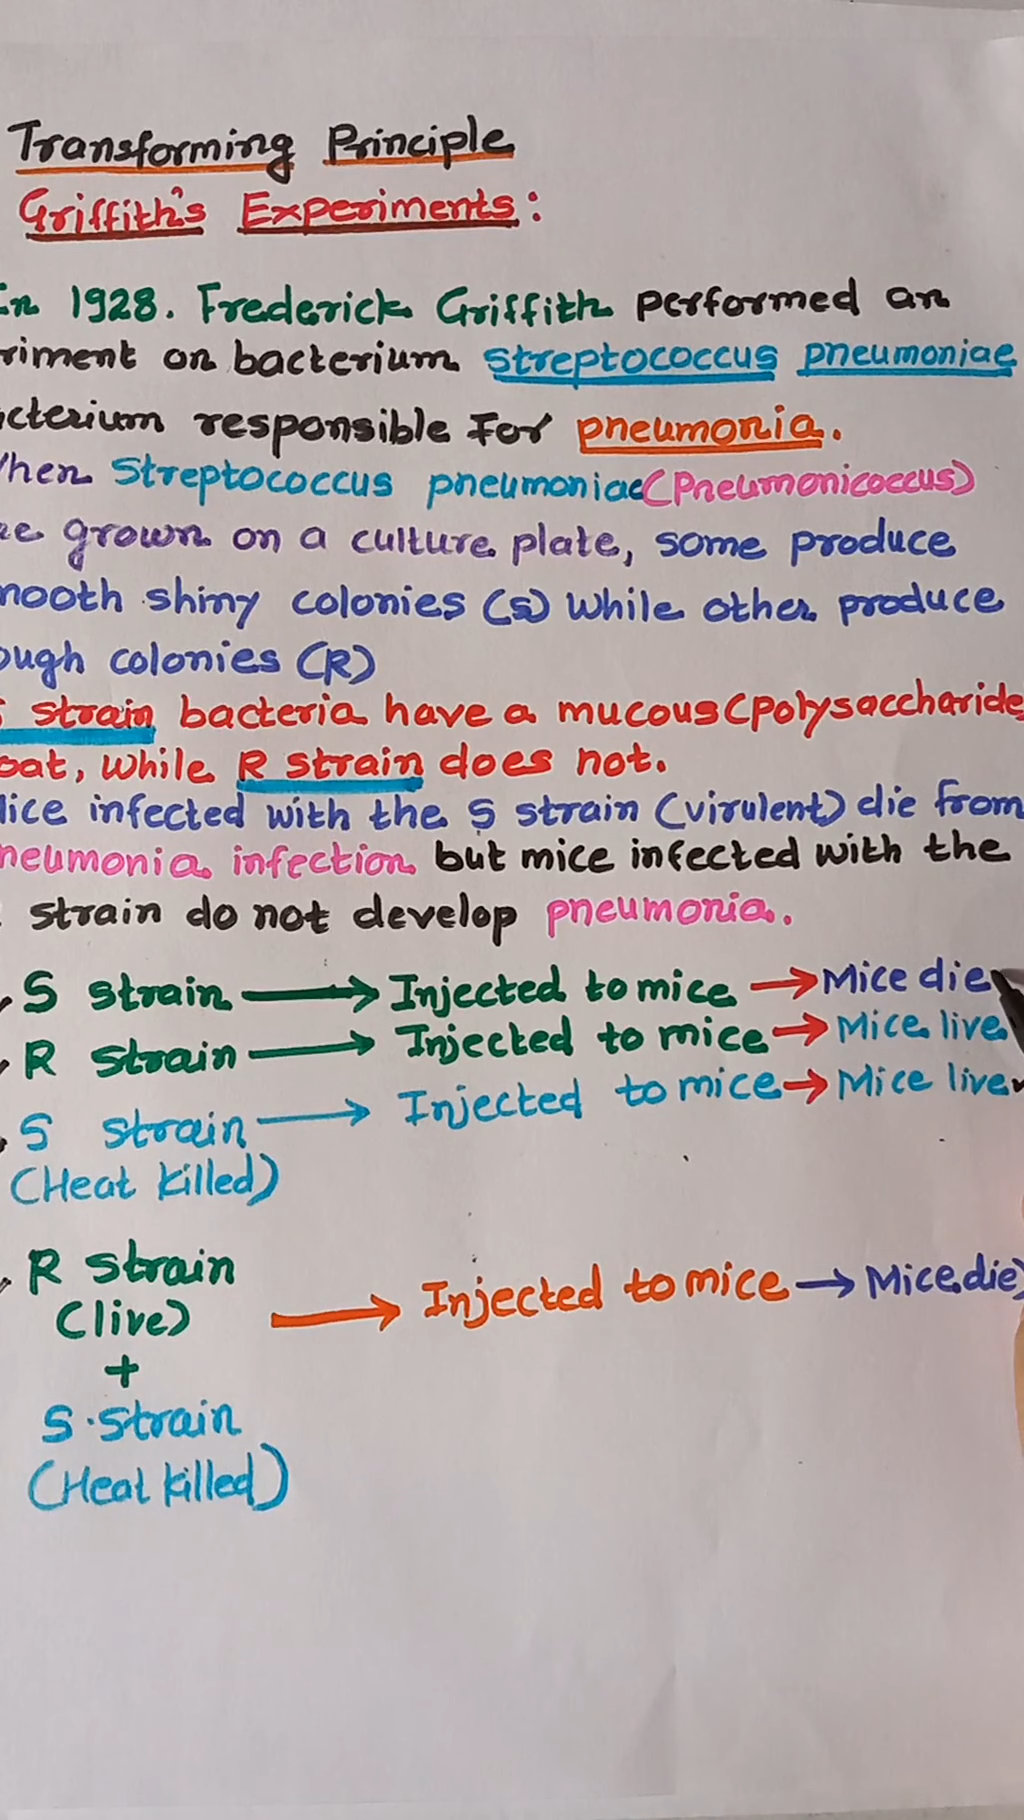 Transforming Principle
Griffith's Experiments:
In 1928. Frederick Griffith performed an
riment on bacterium Streptococcus pneumoniae
cterium responsible For pneumonia.
hen Streptococcus pneumoniae (Pneumonicoccus)
re grown on a culture plate, some produce
mooth shiny colonies (S) While other produce
ough colonies (R)
S strain bacteria have a mucous (polysaccharide
oat, while R strain does not.
ice infected with the S strain (virulent) die from
neumonia infection but mice infected with the
strain do not develop pneumonia.
S strain → Injected to mice → Mice die
R strain → Injected to mice → Mice live
S strain → Injected to mice → Mice live
(Heat killed)
R strain
(live) → Injected to mice → Mice die
+
S.strain
(Heat killed)